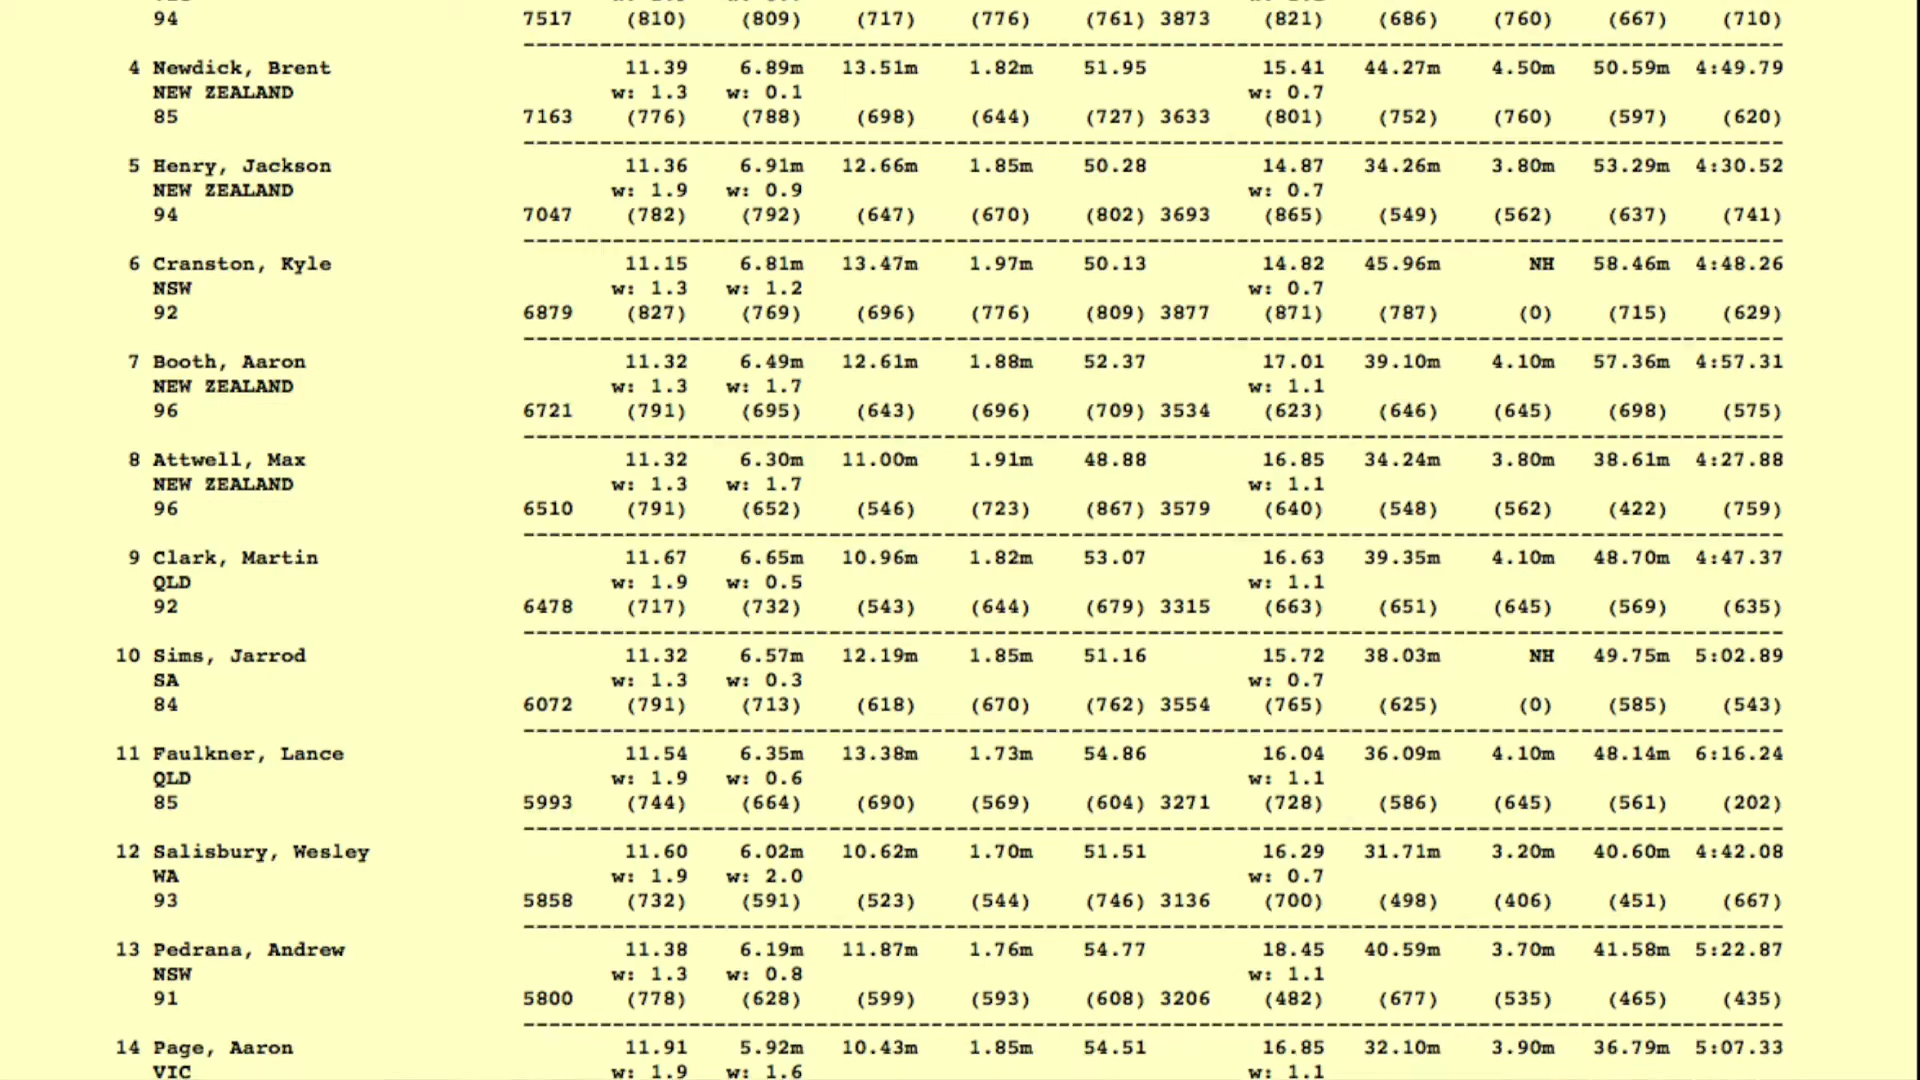 94 7517 (810) (809) (717) (776) (761) 3873 (821) (686) (760) (667) (710)
4 Newdick, Brent 11.39 6.89m 13.51m 1.82m 51.95 15.41 44.27m 4.50m 50.59m 4:49.79
NEW ZEALAND w: 1.3 w: 0.1 w: 0.7
85 7163 (776) (788) (698) (644) (727) 3633 (801) (752) (760) (597) (620)
5 Henry, Jackson 11.36 6.91m 12.66m 1.85m 50.28 14.87 34.26m 3.80m 53.29m 4:30.52
NEW ZEALAND w: 1.9 w: 0.9 w: 0.7
94 7047 (782) (792) (647) (670) (802) 3693 (865) (549) (562) (637) (741)
6 Cranston, Kyle 11.15 6.81m 13.47m 1.97m 50.13 14.82 45.96m NH 58.46m 4:48.26
NSW w: 1.3 w: 1.2 w: 0.7
92 6879 (827) (769) (696) (776) (809) 3877 (871) (787) (0) (715) (629)
7 Booth, Aaron 11.32 6.49m 12.61m 1.88m 52.37 17.01 39.10m 4.10m 57.36m 4:57.31
NEW ZEALAND w: 1.3 w: 1.7 w: 1.1
96 6721 (791) (695) (643) (696) (709) 3534 (623) (646) (645) (698) (575)
8 Attwell, Max 11.32 6.30m 11.00m 1.91m 48.88 16.85 34.24m 3.80m 38.61m 4:27.88
NEW ZEALAND w: 1.3 w: 1.7 w: 1.1
96 6510 (791) (652) (546) (723) (867) 3579 (640) (548) (562) (422) (759)
9 Clark, Martin 11.67 6.65m 10.96m 1.82m 53.07 16.63 39.35m 4.10m 48.70m 4:47.37
QLD w: 1.9 w: 0.5 w: 1.1
92 6478 (717) (732) (543) (644) (679) 3315 (663) (651) (645) (569) (635)
10 Sims, Jarrod 11.32 6.57m 12.19m 1.85m 51.16 15.72 38.03m NH 49.75m 5:02.89
SA w: 1.3 w: 0.3 w: 0.7
84 6072 (791) (713) (618) (670) (762) 3554 (765) (625) (0) (585) (543)
11 Faulkner, Lance 11.54 6.35m 13.38m 1.73m 54.86 16.04 36.09m 4.10m 48.14m 6:16.24
QLD w: 1.9 w: 0.6 w: 1.1
85 5993 (744) (664) (690) (569) (604) 3271 (728) (586) (645) (561) (202)
12 Salisbury, Wesley 11.60 6.02m 10.62m 1.70m 51.51 16.29 31.71m 3.20m 40.60m 4:42.08
WA w: 1.9 w: 2.0 w: 0.7
93 5858 (732) (591) (523) (544) (746) 3136 (700) (498) (406) (451) (667)
13 Pedrana, Andrew 11.38 6.19m 11.87m 1.76m 54.77 18.45 40.59m 3.70m 41.58m 5:22.87
NSW w: 1.3 w: 0.8 w: 1.1
91 5800 (778) (628) (599) (593) (608) 3206 (482) (677) (535) (465) (435)
14 Page, Aaron 11.91 5.92m 10.43m 1.85m 54.51 16.85 32.10m 3.90m 36.79m 5:07.33
VIC w: 1.9 w: 1.6 w: 1.1